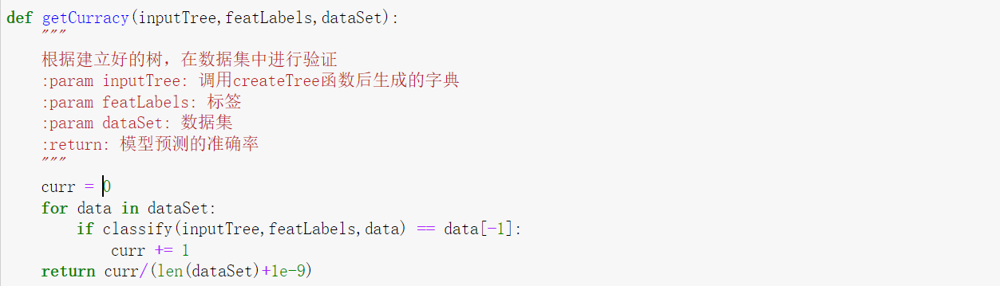 def getCurracy(inputTree,featLabels,dataSet):
    """
    根据建立好的树，在数据集中进行验证
    :param inputTree: 调用createTree函数后生成的字典
    :param featLabels: 标签
    :param dataSet: 数据集
    :return: 模型预测的准确率
    """
    curr = 0
    for data in dataSet:
        if classify(inputTree,featLabels,data) == data[-1]:
            curr += 1
    return curr/(len(dataSet)+1e-9)